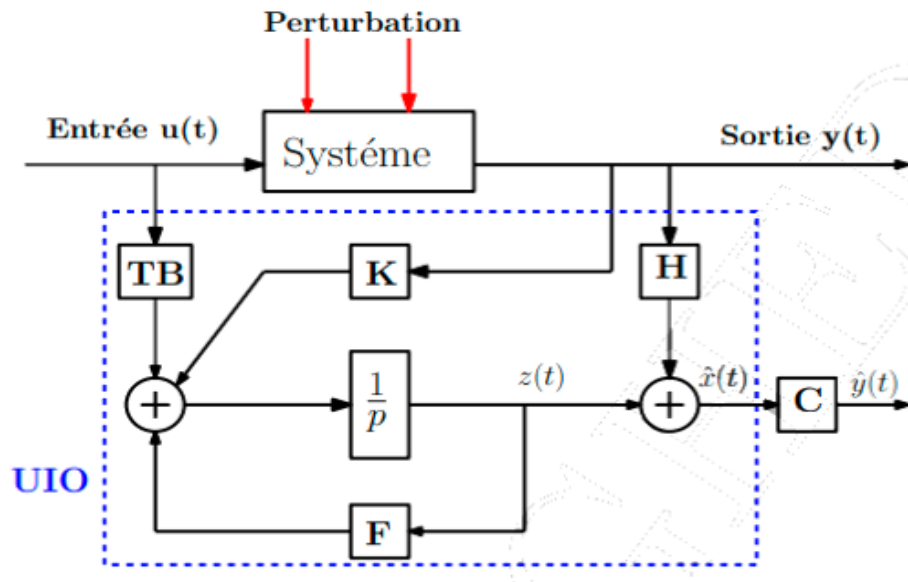 Perturbation
Entrée u(t)
Systéme
Sortie y(t)
TB
K
H
+
1
p
z(t)
+
x̂(t)
C
ŷ(t)
UIO
F